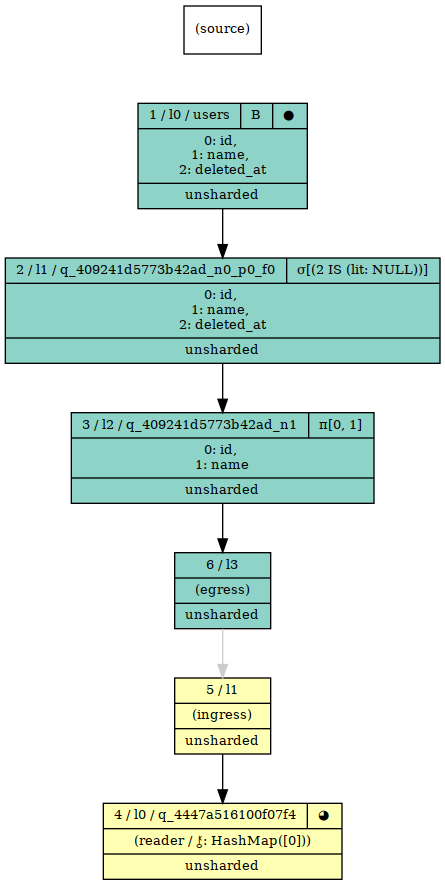 (source)
1 / l0 / users B ●
0: id,
1: name,
2: deleted_at
unsharded
2 / l1 / q_409241d5773b42ad_n0_p0_f0 σ[(2 IS (lit: NULL))]
0: id,
1: name,
2: deleted_at
unsharded
3 / l2 / q_409241d5773b42ad_n1 π[0, 1]
0: id,
1: name
unsharded
6 / l3
(egress)
unsharded
5 / l1
(ingress)
unsharded
4 / l0 / q_4447a516100f07f4 ◕
(reader / ⚷: HashMap([0]))
unsharded